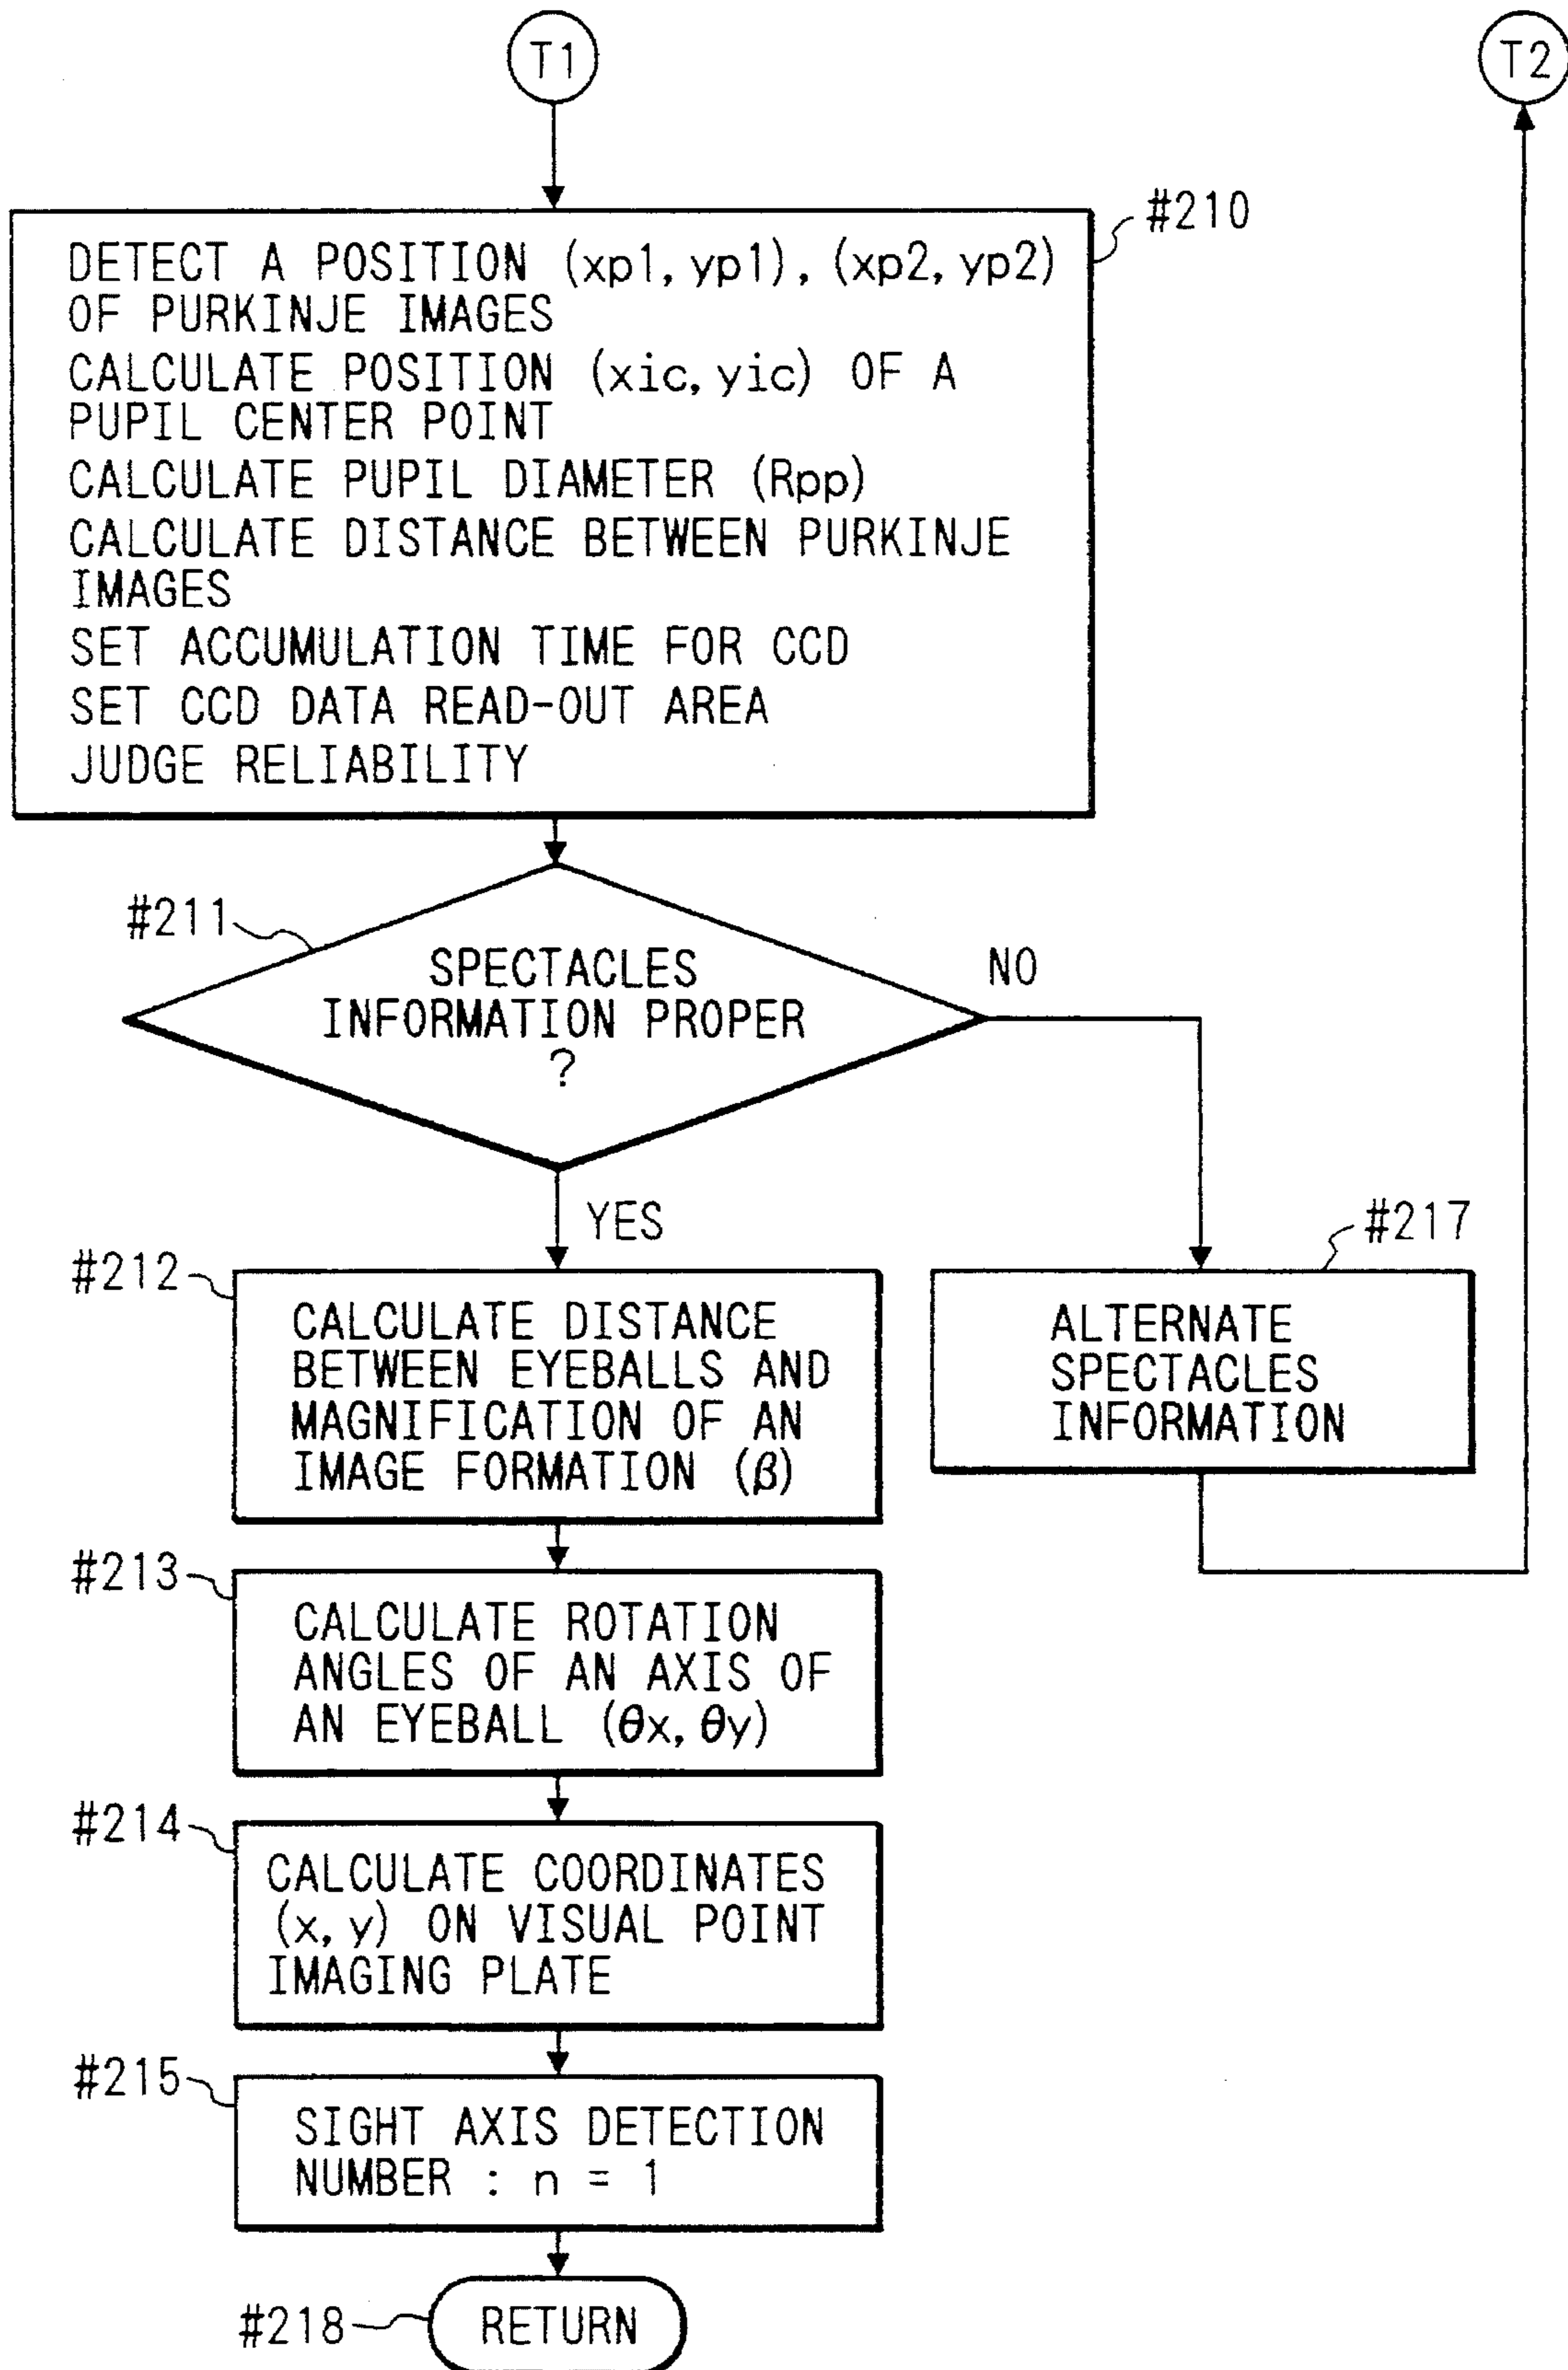 T1
T2
#210
DETECT A POSITION (xp1, yp1), (xp2, yp2)
OF PURKINJE IMAGES
CALCULATE POSITION (xic, yic) OF A
PUPIL CENTER POINT
CALCULATE PUPIL DIAMETER (Rpp)
CALCULATE DISTANCE BETWEEN PURKINJE
IMAGES
SET ACCUMULATION TIME FOR CCD
SET CCD DATA READ-OUT AREA
JUDGE RELIABILITY
#211
SPECTACLES
INFORMATION PROPER
?
NO
YES
#212
CALCULATE DISTANCE
BETWEEN EYEBALLS AND
MAGNIFICATION OF AN
IMAGE FORMATION (β)
#217
ALTERNATE
SPECTACLES
INFORMATION
#213
CALCULATE ROTATION
ANGLES OF AN AXIS OF
AN EYEBALL (θx, θy)
#214
CALCULATE COORDINATES
(x, y) ON VISUAL POINT
IMAGING PLATE
#215
SIGHT AXIS DETECTION
NUMBER : n = 1
#218
RETURN